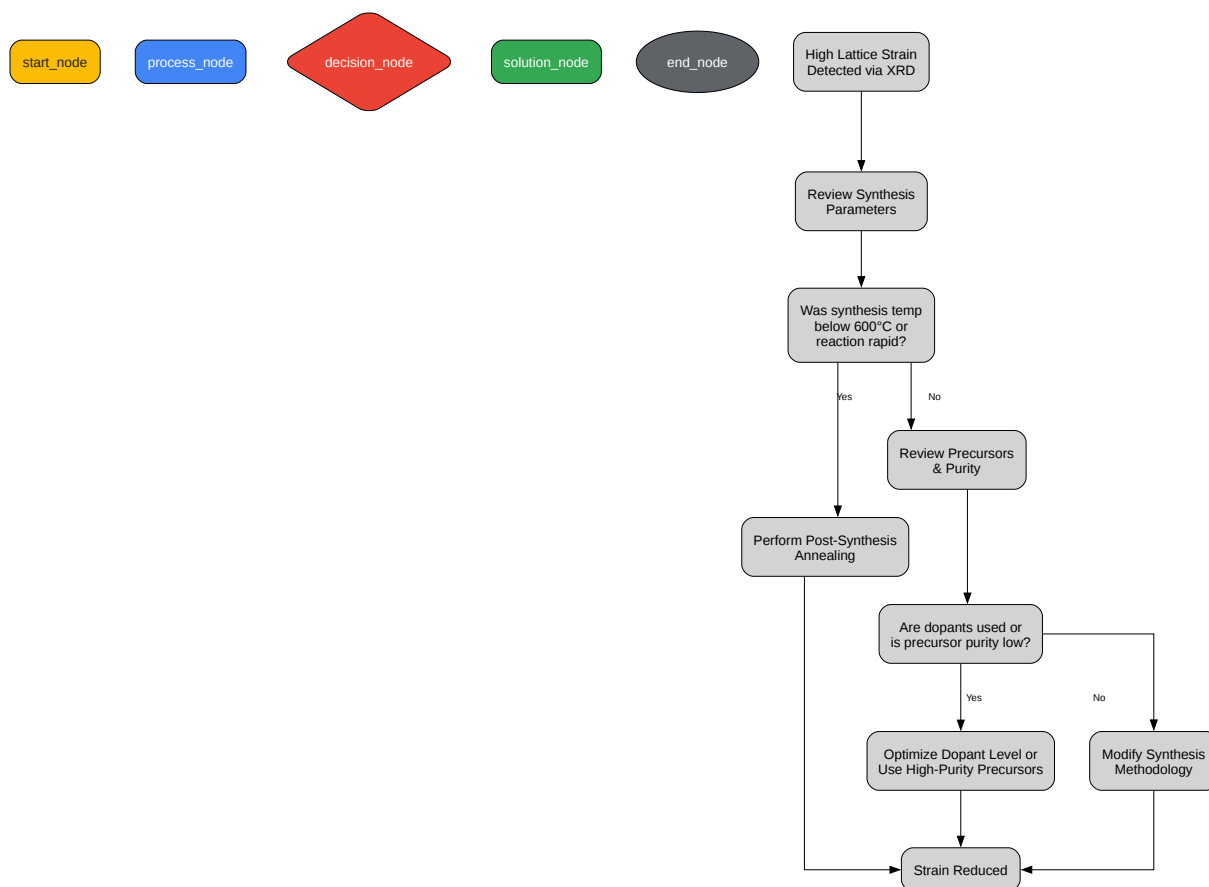 start_node
process_node
decision_node
solution_node
end_node
High Lattice Strain
Detected via XRD
Review Synthesis
Parameters
Was synthesis temp
below 600°C or
reaction rapid?
Yes
No
Review Precursors
& Purity
Perform Post-Synthesis
Annealing
Are dopants used or
is precursor purity low?
Yes
No
Optimize Dopant Level or
Use High-Purity Precursors
Modify Synthesis
Methodology
Strain Reduced